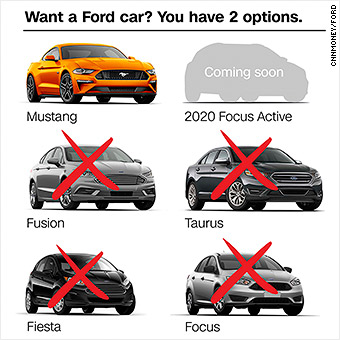 Want a Ford car? You have 2 options.
CNNMONEY/FORD
Coming soon
Mustang
2020 Focus Active
Fusion
Taurus
Fiesta
Focus